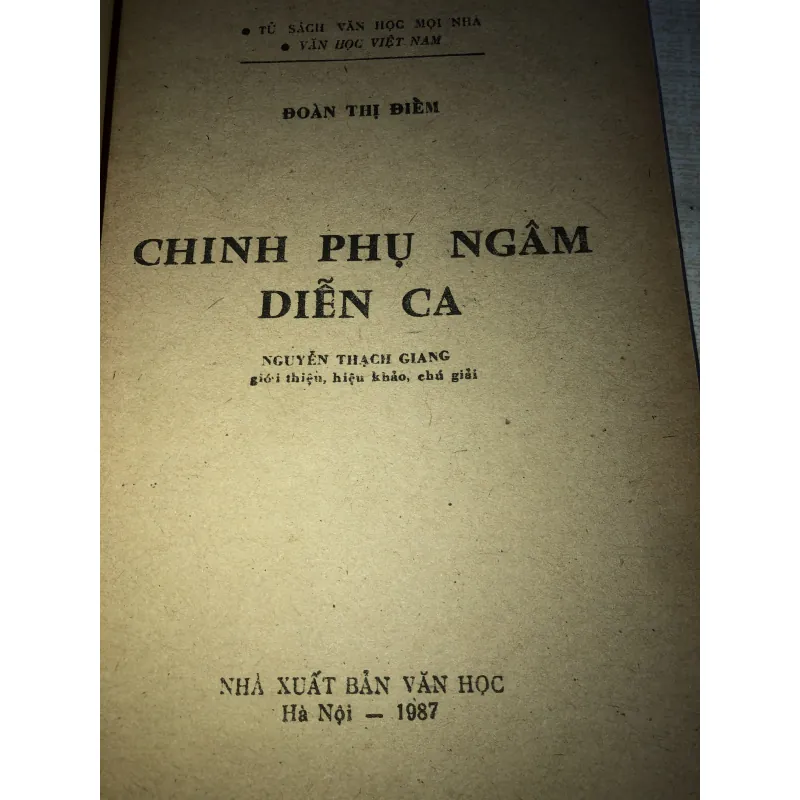 • TỦ SÁCH VĂN HỌC MỌI NHÀ
• VĂN HỌC VIỆT NAM
ĐOÀN THỊ ĐIỂM
CHINH PHỤ NGÂM
DIỄN CA
NGUYỄN THẠCH GIANG
giới thiệu, hiệu khảo, chú giải
NHÀ XUẤT BẢN VĂN HỌC
Hà Nội — 1987